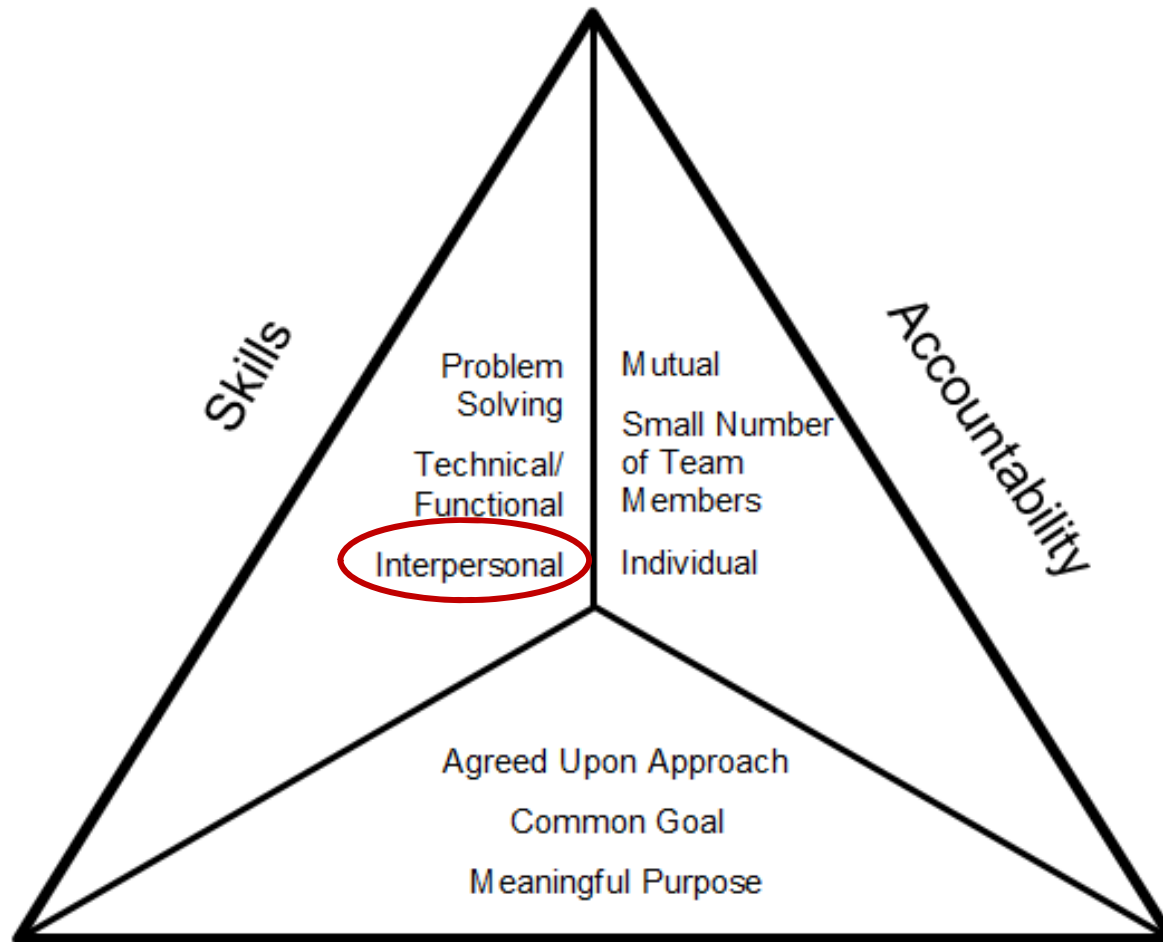 Skills
Problem
Solving
Technical/
Functional
Interpersonal
Mutual
Small Number
of Team
Members
Individual
Accountability
Agreed Upon Approach
Common Goal
Meaningful Purpose